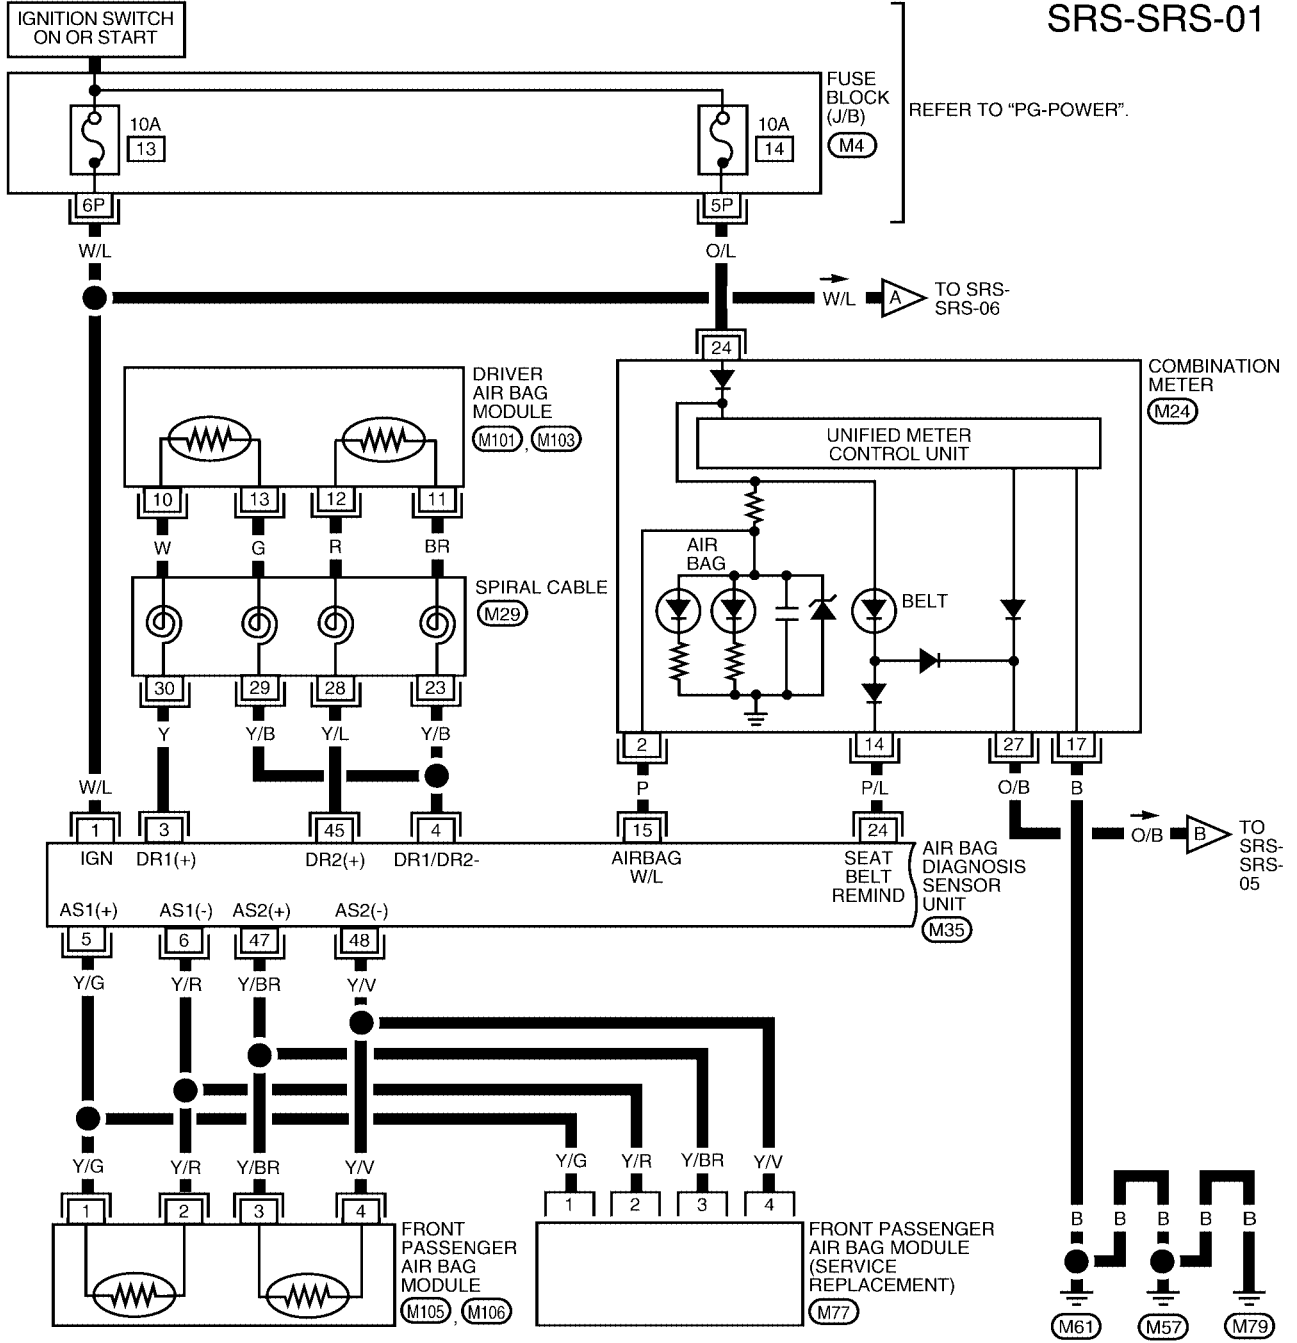 SRS-SRS-01
IGNITION SWITCH
ON OR START
FUSE
BLOCK
(J/B)
M4
REFER TO "PG-POWER".
10A
13
10A
14
6P
5P
W/L
O/L
W/L
A
TO SRS-
SRS-06
24
COMBINATION
METER
M24
UNIFIED METER
CONTROL UNIT
DRIVER
AIR BAG
MODULE
M101, M103
10 13 12 11
W G R BR
AIR
BAG
BELT
SPIRAL CABLE
M29
30 29 28 23
Y Y/B Y/L Y/B
2 14 27 17
P P/L O/B B
W/L
O/B
B
TO
SRS-
SRS-
05
1 3 45 4 15 24
IGN DR1(+) DR2(+) DR1/DR2-
AIRBAG
W/L
SEAT
BELT
REMIND
AIR BAG
DIAGNOSIS
SENSOR
UNIT
M35
AS1(+) AS1(-) AS2(+) AS2(-)
5 6 47 48
Y/G Y/R Y/BR Y/V
Y/G Y/R Y/BR Y/V
Y/G Y/R Y/BR Y/V
1 2 3 4
1 2 3 4
FRONT
PASSENGER
AIR BAG
MODULE
M105, M106
FRONT PASSENGER
AIR BAG MODULE
(SERVICE
REPLACEMENT)
M77
B B B B B
M61 M57 M79